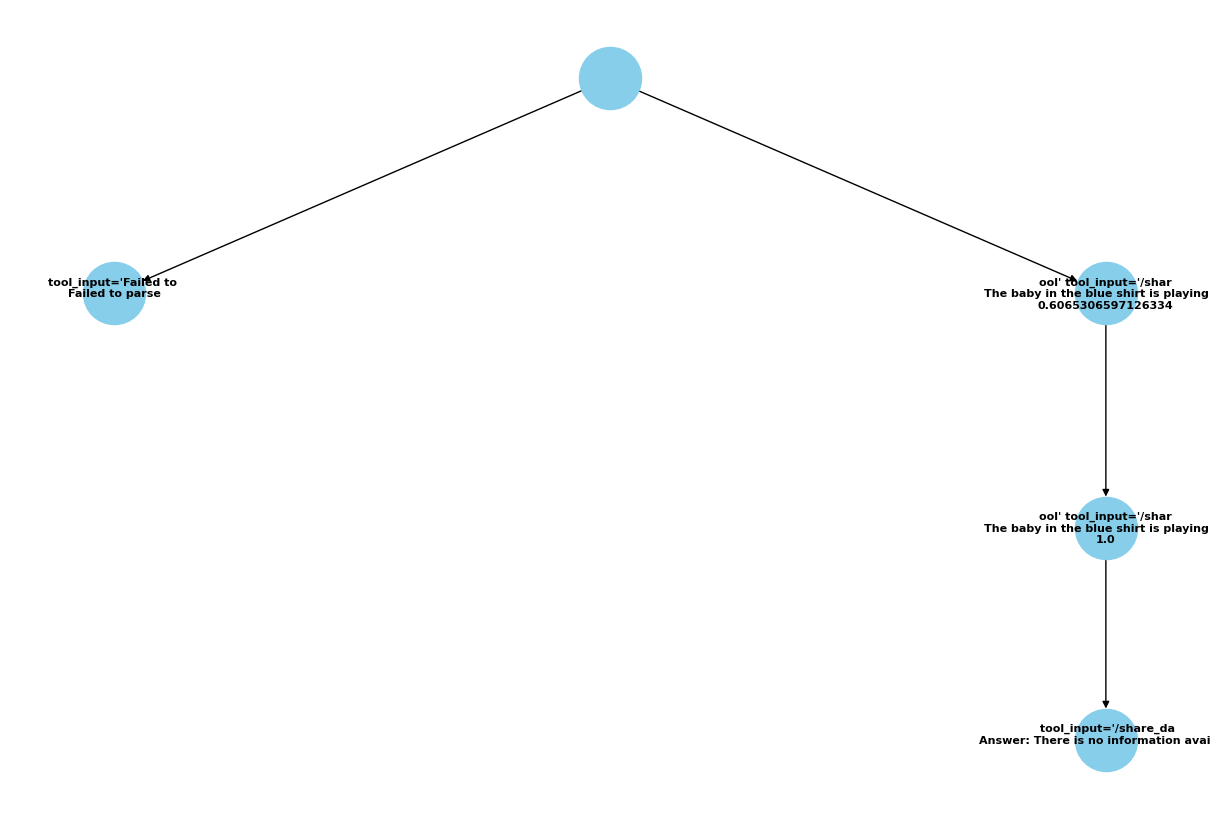 tool_input='Failed to
Failed to parse
ool' tool_input='/shar
The baby in the blue shirt is playing
0.6065306597126334
ool' tool_input='/shar
The baby in the blue shirt is playing
1.0
tool_input='/share_da
Answer: There is no information avai